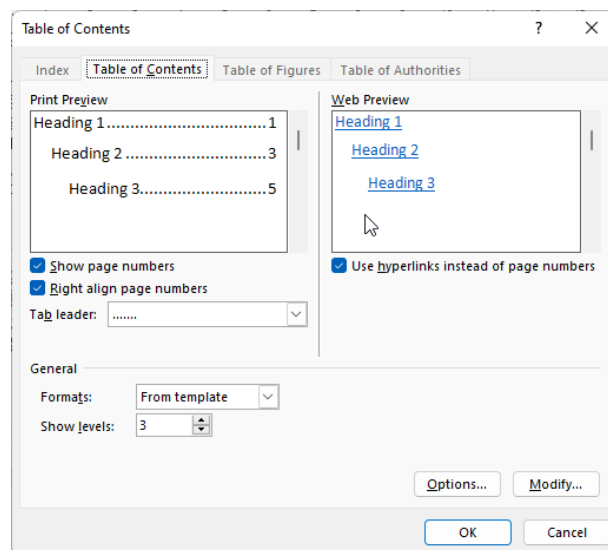 Table of Contents ?
Index Table of Contents Table of Figures Table of Authorities
Print Preview
Heading 1..................................1
Heading 2.............................3
Heading 3..........................5
Show page numbers
Right align page numbers
Tab leader: .......
Web Preview
Heading 1
Heading 2
Heading 3
Use hyperlinks instead of page numbers
General
Formats: From template
Show levels: 3
Options... Modify...
OK Cancel